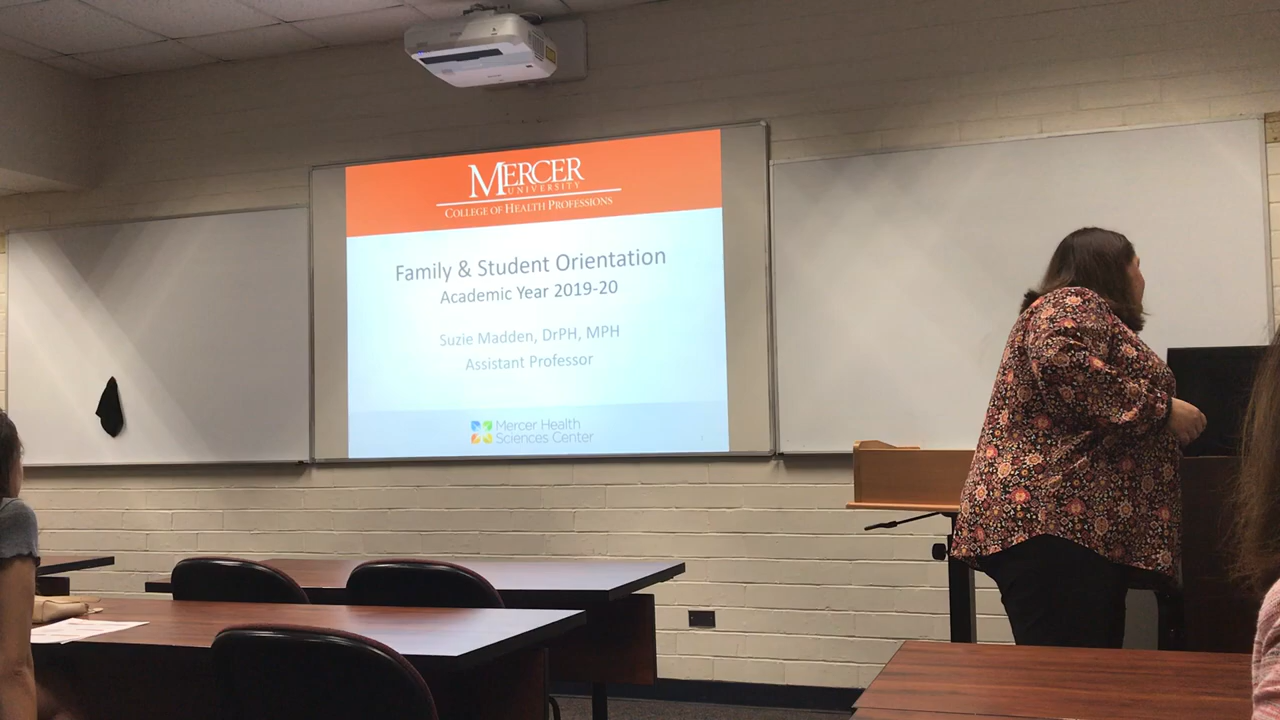 MERCER
UNIVERSITY
COLLEGE OF HEALTH PROFESSIONS
Family & Student Orientation
Academic Year 2019-20
Suzie Madden, DrPH, MPH
Assistant Professor
Mercer Health
Sciences Center